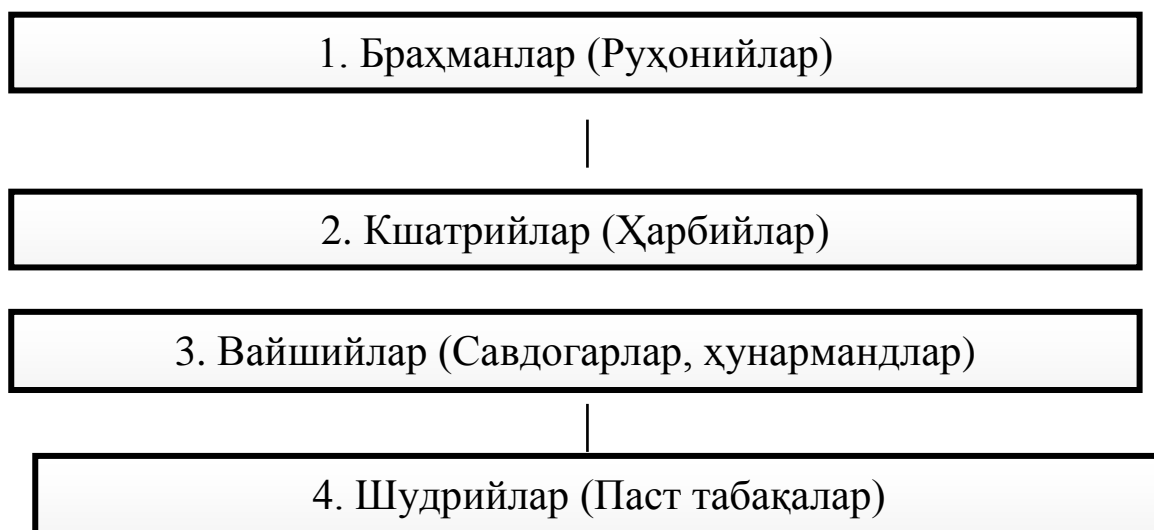 1. Браҳманлар (Руҳонийлар)
2. Кшатрийлар (Ҳарбийлар)
3. Вайшийлар (Савдогарлар, ҳунармандлар)
4. Шудрийлар (Паст табақалар)